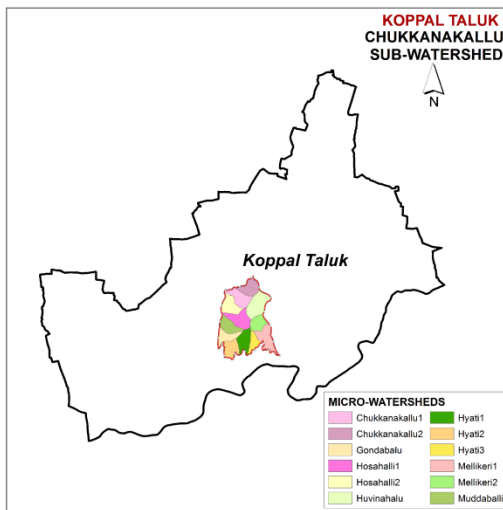 KOPPAL TALUK
CHUKKANAKALLU
SUB-WATERSHED
N
Koppal Taluk
MICRO-WATERSHEDS
Chukkanakallu1
Chukkanakallu2
Gondabalu
Hosahalli1
Hosahalli2
Huvinahalu
Hyati1
Hyati2
Hyati3
Mellikeri1
Mellikeri2
Muddaballi